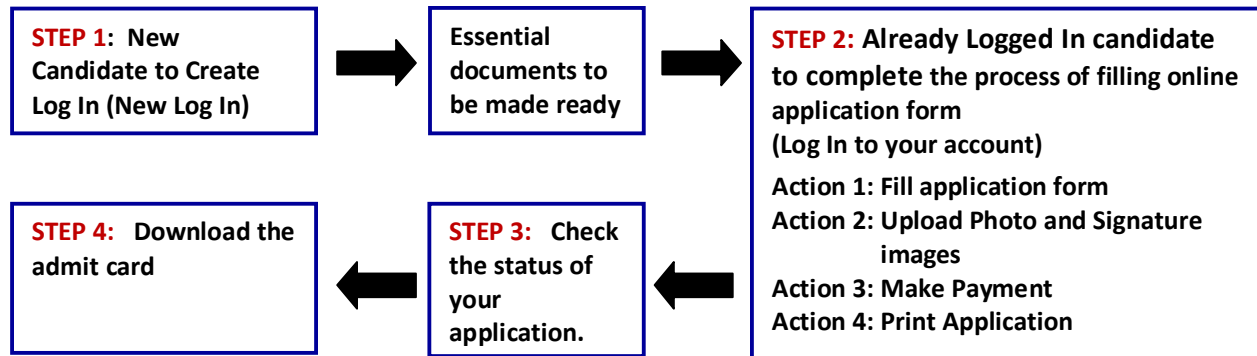 STEP 1: New
Candidate to Create
Log In (New Log In)
Essential
documents to
be made ready
STEP 2: Already Logged In candidate
to complete the process of filling online
application form
(Log In to your account)
Action 1: Fill application form
Action 2: Upload Photo and Signature
images
Action 3: Make Payment
Action 4: Print Application
STEP 3: Check
the status of
your
application.
STEP 4: Download the
admit card